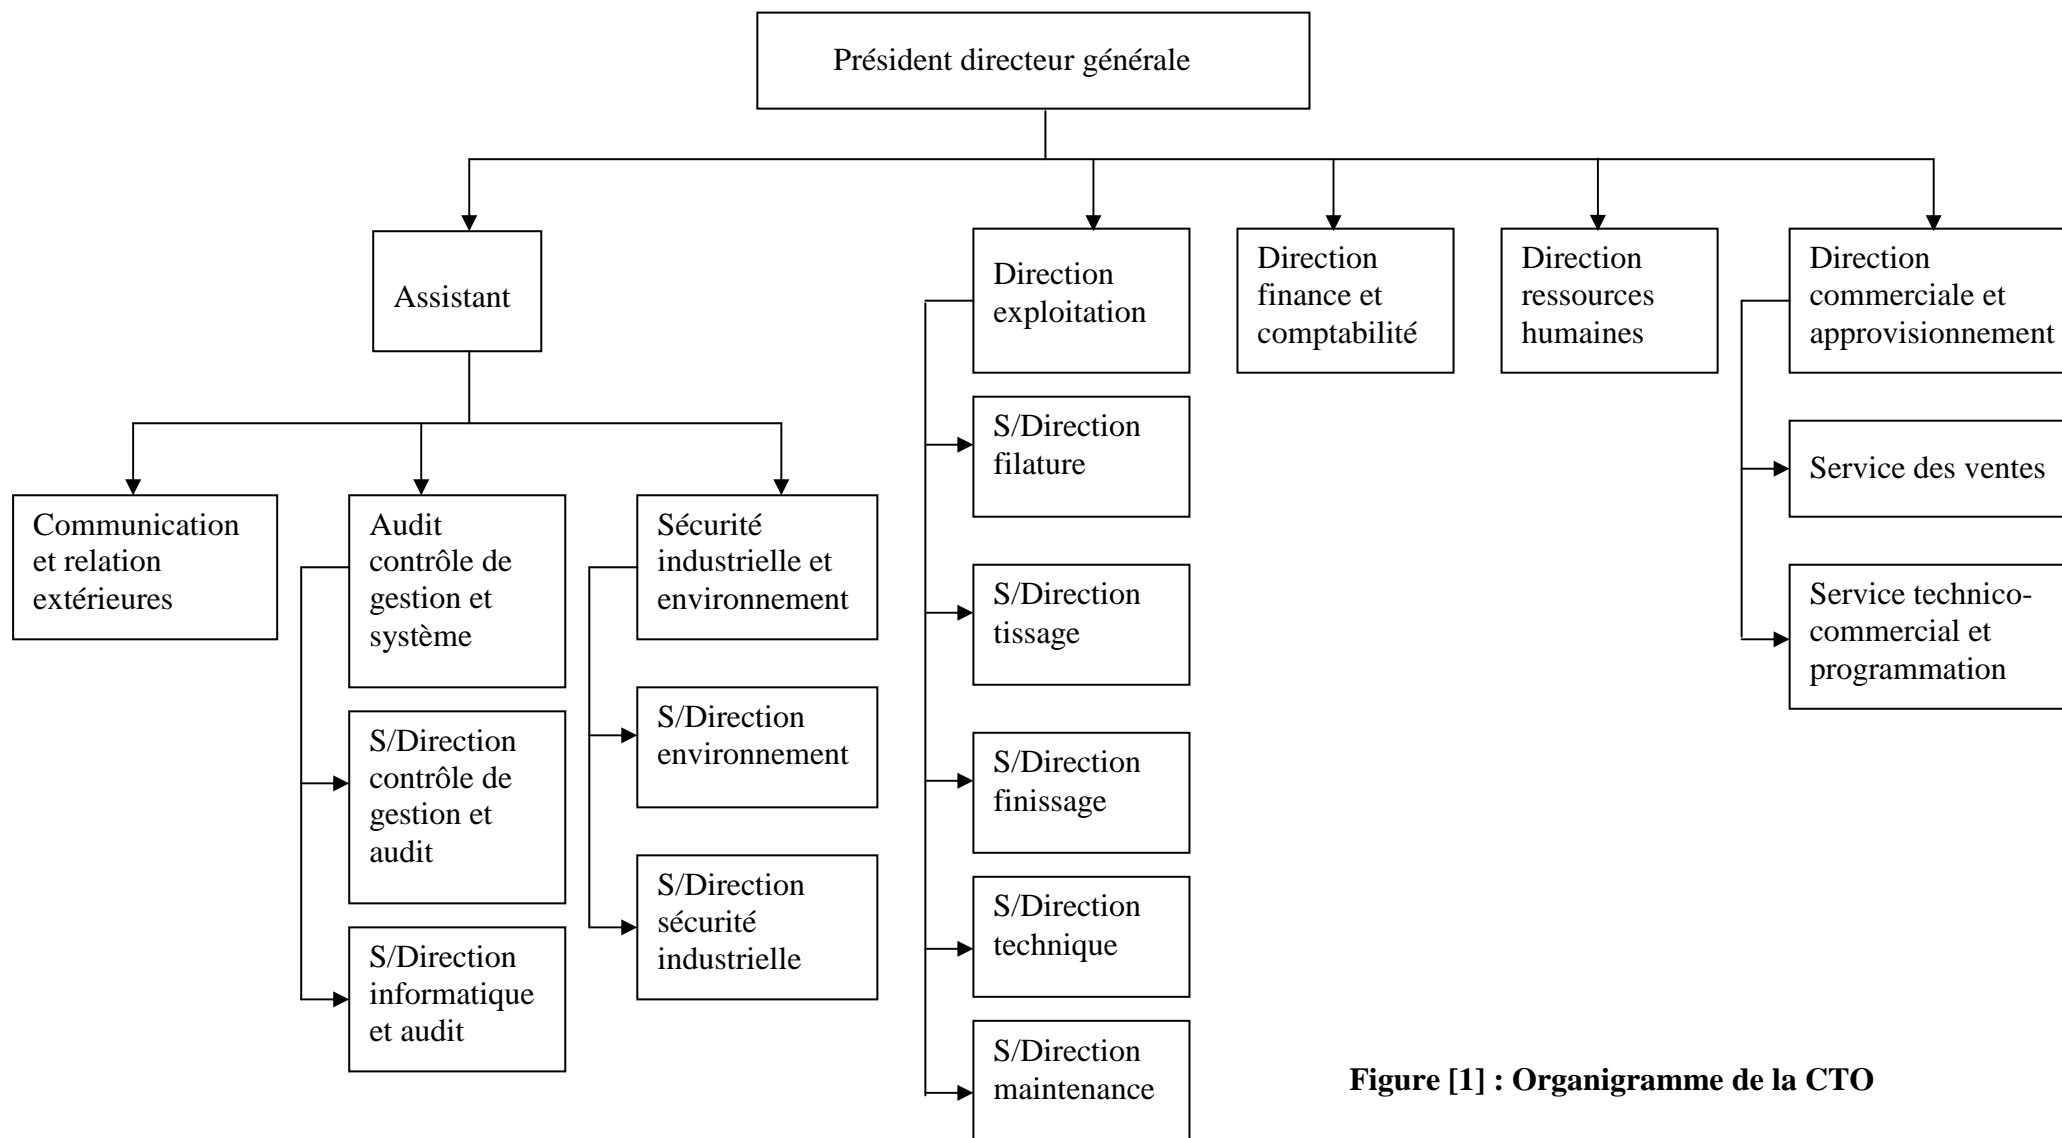 Président directeur générale
Assistant
Direction
exploitation
Direction
finance et
comptabilité
Direction
ressources
humaines
Direction
commerciale et
approvisionnement
Communication
et relation
extérieures
Audit
contrôle de
gestion et
système
S/Direction
contrôle de
gestion et
audit
S/Direction
informatique
et audit
Sécurité
industrielle et
environnement
S/Direction
environnement
S/Direction
sécurité
industrielle
S/Direction
filature
S/Direction
tissage
S/Direction
finissage
S/Direction
technique
S/Direction
maintenance
Service des ventes
Service technico-
commercial et
programmation
Figure [1] : Organigramme de la CTO